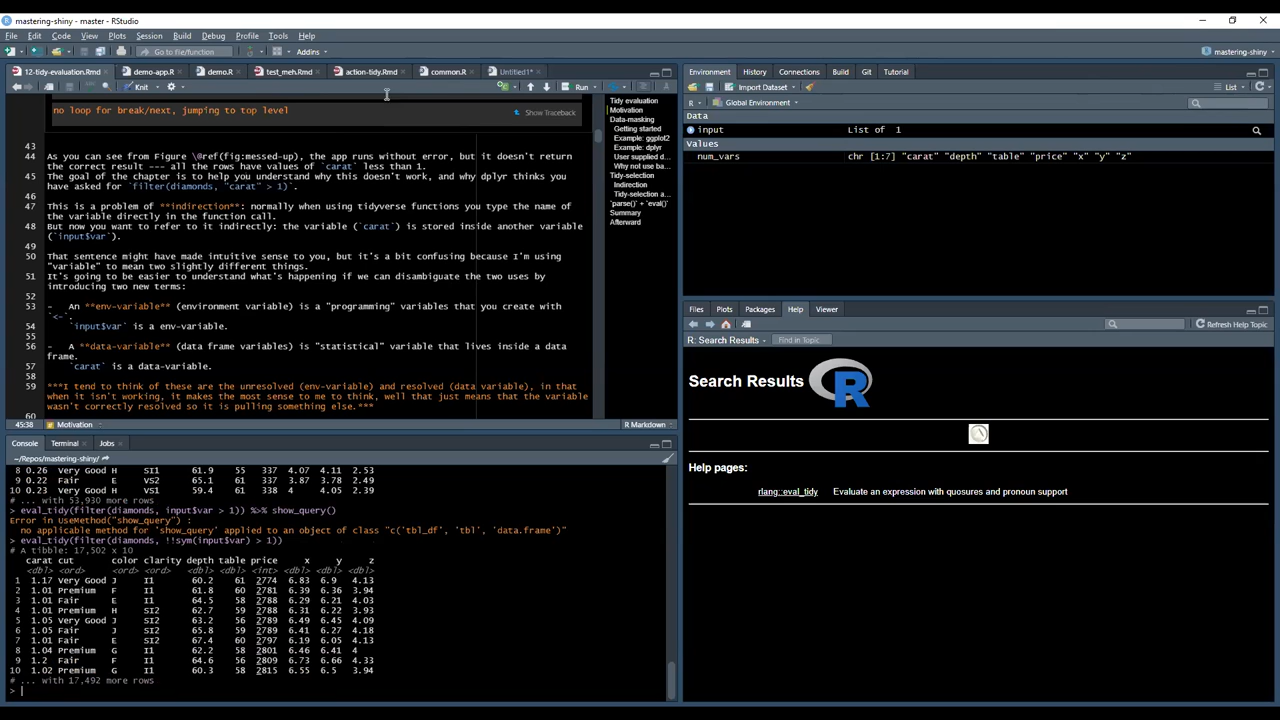 mastering-shiny - master - RStudio
File Edit Code View Plots Session Build Debug Profile Tools Help
Go to file/function Addins mastering-shiny
12-tidy-evaluation.Rmd demo-app.R demo.R test_meh.Rmd action-tidy.Rmd common.R Untitled1*
Knit Run
no loop for break/next, jumping to top level
Show Traceback
43
44 As you can see from Figure \@ref(fig:messed-up), the app runs without error, but it doesn't return
the correct result --- all the rows have values of `carat` less than 1.
45 The goal of the chapter is to help you understand why this doesn't work, and why dplyr thinks you
have asked for `filter(diamonds, "carat" > 1)`.
46
47 This is a problem of **indirection**: normally when using tidyverse functions you type the name of
the variable directly in the function call.
48 But now you want to refer to it indirectly: the variable (`carat`) is stored inside another variable
(`input$var`).
49
50 That sentence might have made intuitive sense to you, but it's a bit confusing because I'm using
"variable" to mean two slightly different things.
51 It's going to be easier to understand what's happening if we can disambiguate the two uses by
introducing two new terms:
52
53 - An **env-variable** (environment variable) is a "programming" variables that you create with
`<-`.
54 `input$var` is a env-variable.
55
56 - A **data-variable** (data frame variables) is "statistical" variable that lives inside a data
frame.
57 `carat` is a data-variable.
58
59 ***I tend to think of these are the unresolved (env-variable) and resolved (data variable), in that
when it isn't working, it makes the most sense to me to think, well that just means that the variable
wasn't correctly resolved so it is pulling something else.***
60
45:38 Motivation R Markdown
Tidy evaluation
Motivation
Data-masking
Getting started
Example: ggplot2
Example: dplyr
User supplied d...
Why not use ba...
Tidy-selection
Indirection
Tidy-selection a...
`parse()` + `eval()`
Summary
Afterward
Console Terminal Jobs
~/Repos/mastering-shiny/
8 0.26 Very Good H SI1 61.9 55 337 4.07 4.11 2.53
9 0.22 Fair E VS2 65.1 61 337 3.87 3.78 2.49
10 0.23 Very Good H VS1 59.4 61 338 4 4.05 2.39
# ... with 53,930 more rows
> eval_tidy(filter(diamonds, input$var > 1)) %>% show_query()
Error in UseMethod("show_query") :
no applicable method for 'show_query' applied to an object of class "c('tbl_df', 'tbl', 'data.frame')"
> eval_tidy(filter(diamonds, !!sym(input$var) > 1))
# A tibble: 17,502 x 10
carat cut color clarity depth table price x y z
<dbl> <ord> <ord> <ord> <dbl> <dbl> <int> <dbl> <dbl> <dbl>
1 1.17 Very Good J I1 60.2 61 2774 6.83 6.9 4.13
2 1.01 Premium F I1 61.8 60 2781 6.39 6.36 3.94
3 1.01 Fair E I1 64.5 58 2788 6.29 6.21 4.03
4 1.01 Premium H SI2 62.7 59 2788 6.31 6.22 3.93
5 1.05 Very Good J SI2 63.2 56 2789 6.49 6.45 4.09
6 1.05 Fair J SI2 65.8 59 2789 6.41 6.27 4.18
7 1.01 Fair E SI2 67.4 60 2797 6.19 6.05 4.13
8 1.04 Premium G I1 62.2 58 2801 6.46 6.41 4
9 1.2 Fair F I1 64.6 56 2809 6.73 6.66 4.33
10 1.02 Premium G I1 60.3 58 2815 6.55 6.5 3.94
# ... with 17,492 more rows
>
Environment History Connections Build Git Tutorial
Import Dataset List
R Global Environment
Data
input List of 1
Values
num_vars chr [1:7] "carat" "depth" "table" "price" "x" "y" "z"
Files Plots Packages Help Viewer
Refresh Help Topic
R: Search Results Find in Topic
Search Results R
Help pages:
rlang::eval_tidy Evaluate an expression with quosures and pronoun support